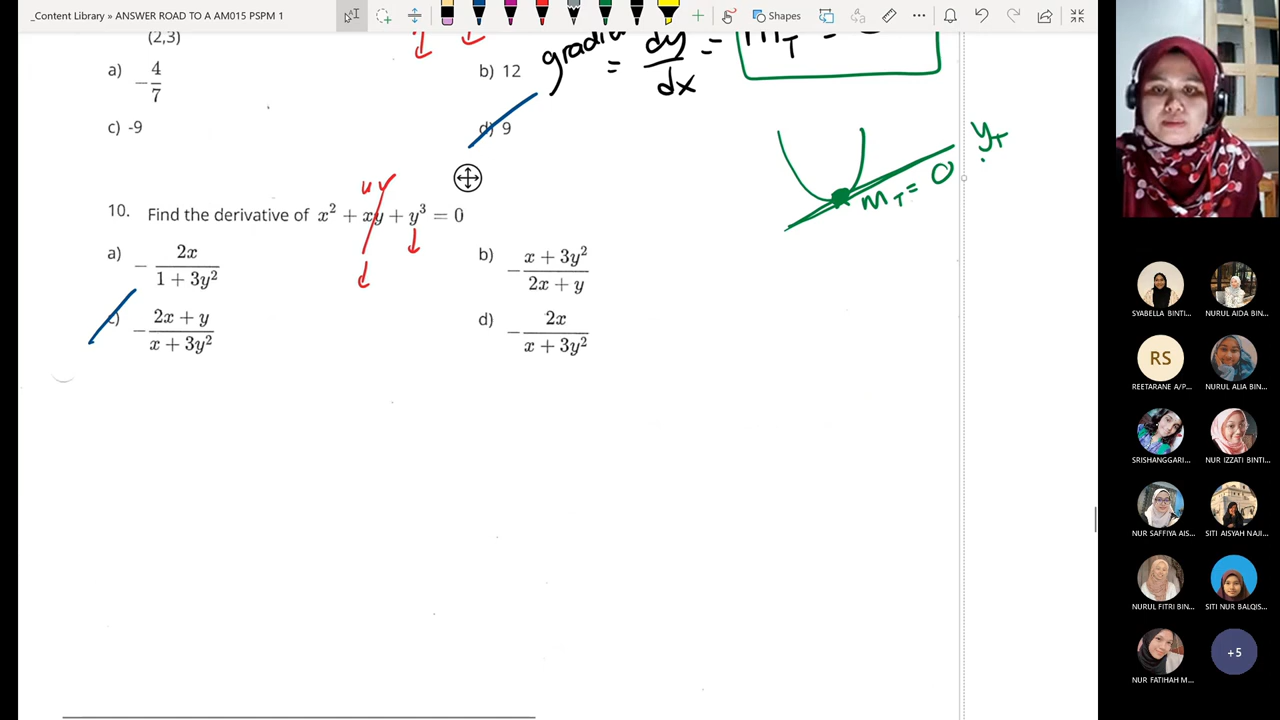 _Content Library » ANSWER ROAD TO A AM015 PSPM 1
Shapes
(2,3)
gradi
= dy/dx = m_T =
a) -4/7
b) 12
c) -9
d) 9
y_T
m_T = 0
u v
10. Find the derivative of x² + xy + y³ = 0
a) -2x/(1 + 3y²)
b) -(x + 3y²)/(2x + y)
c) -(2x + y)/(x + 3y²)
d) -2x/(x + 3y²)
SYABELLA BINTI...
NURUL AIDA BIN...
RS
REETARANE A/P...
NURUL ALIA BIN...
SRISHANGGARI...
NUR IZZATI BINTI...
NUR SAFFIYA AIS...
SITI AISYAH NAJI...
NURUL FITRI BIN...
SITI NUR BALQIS...
NUR FATIHAH M...
+5